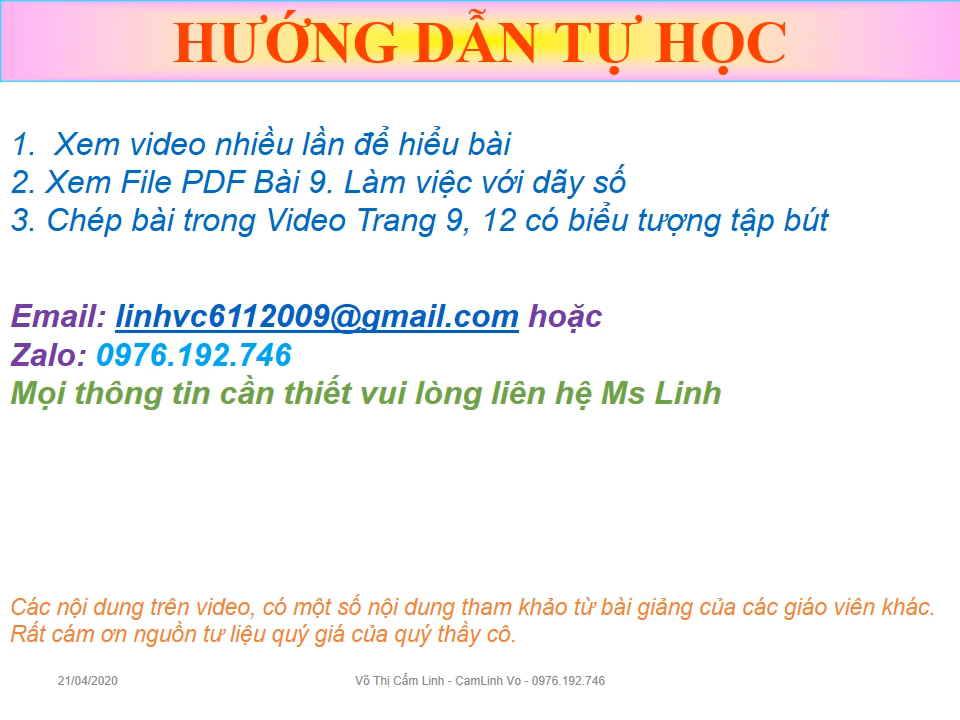 HƯỚNG DẪN TỰ HỌC
1. Xem video nhiều lần để hiểu bài
2. Xem File PDF Bài 9. Làm việc với dãy số
3. Chép bài trong Video Trang 9, 12 có biểu tượng tập bút
Email: linhvc6112009@gmail.com hoặc
Zalo: 0976.192.746
Mọi thông tin cần thiết vui lòng liên hệ Ms Linh
Các nội dung trên video, có một số nội dung tham khảo từ bài giảng của các giáo viên khác.
Rất cám ơn nguồn tư liệu quý giá của quý thầy cô.
21/04/2020
Võ Thị Cẩm Linh - CamLinh Vo - 0976.192.746